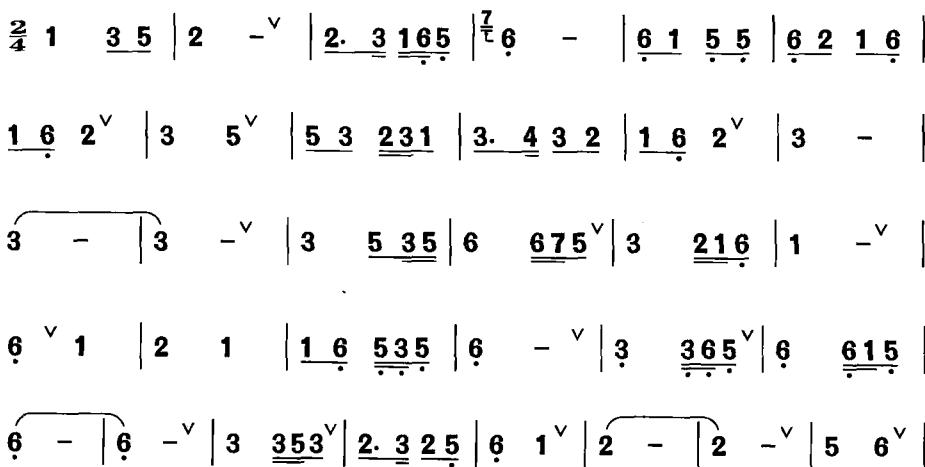 2/4 1 3 5 | 2 - ∨ | 2· 3 1 6̣ 5̣ | 7 6̣ - | 6̣ 1 5̣ 5̣ | 6̣ 2 1 6̣ |
1 6̣ 2 ∨ | 3 5 ∨ | 5 3 2 3 1 | 3· 4 3 2 | 1 6̣ 2 ∨ | 3 - |
3 - | 3 - ∨ | 3 5 3 5 | 6 6 7 5 ∨ | 3 2 1 6̣ | 1 - ∨ |
6̣ ∨ 1 | 2 1 | 1 6̣ 5̣ 3̣ 5̣ | 6̣ - ∨ | 3̣ 3̣ 6̣ 5̣ ∨ | 6̣ 6̣ 1 5̣ |
6̣ - | 6̣ - ∨ | 3 3 5 3 ∨ | 2· 3 2 5̣ | 6̣ 1 ∨ | 2 - | 2 - ∨ | 5 6 ∨ |